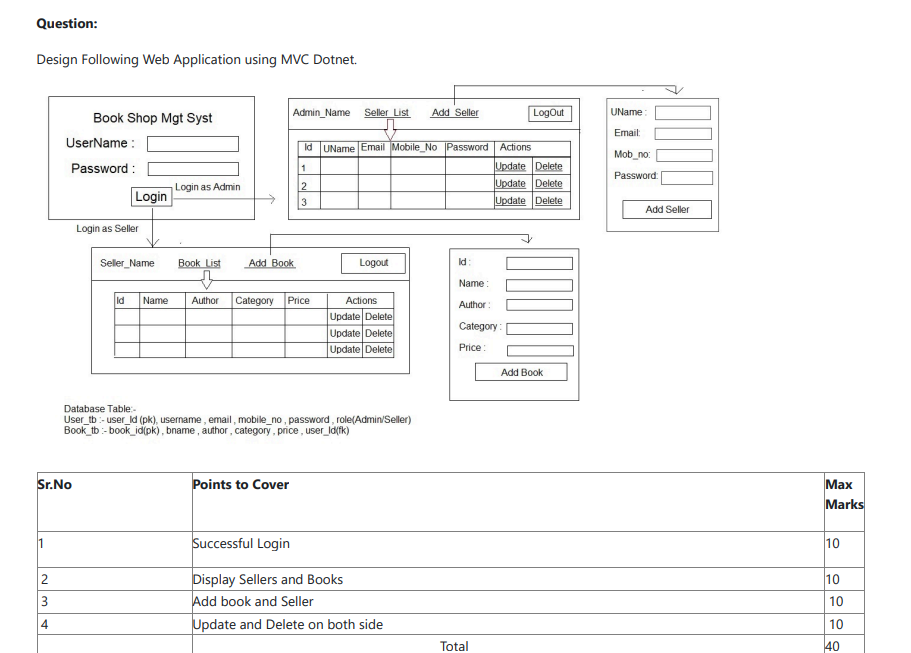 Question:
Design Following Web Application using MVC Dotnet.
Book Shop Mgt Syst
UserName :
Password :
Login
Login as Admin
Login as Seller
Admin_Name Seller_List Add_Seller LogOut
Id UName Email Mobile_No Password Actions
1 Update Delete
2 Update Delete
3 Update Delete
UName :
Email:
Mob_no:
Password:
Add Seller
Seller_Name Book_List Add_Book Logout
Id Name Author Category Price Actions
Update Delete
Update Delete
Update Delete
Id :
Name :
Author :
Category :
Price :
Add Book
Database Table:-
User_tb :- user_Id (pk), username , email , mobile_no , password , role(Admin/Seller)
Book_tb :- book_id(pk) , bname , author , category , price , user_Id(fk)
Sr.No Points to Cover Max Marks
1 Successful Login 10
2 Display Sellers and Books 10
3 Add book and Seller 10
4 Update and Delete on both side 10
Total 40